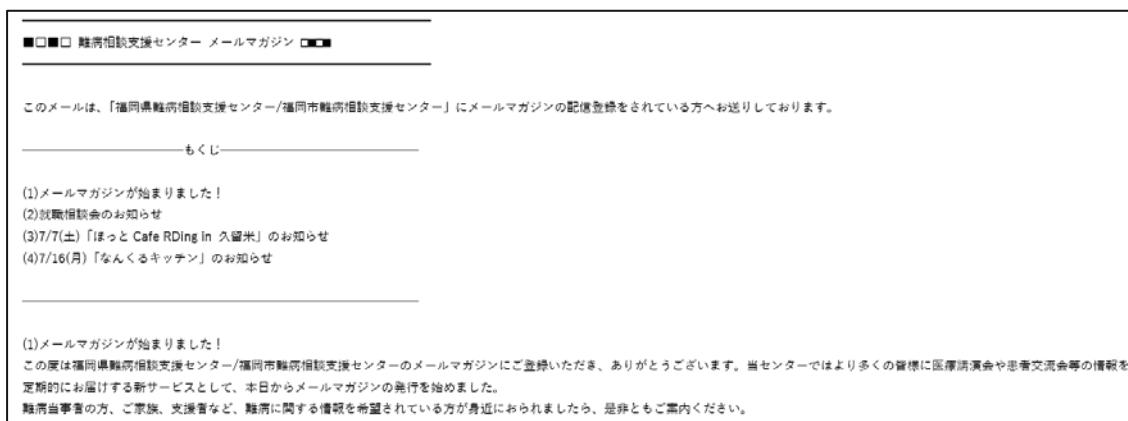 ■□■□ 難病相談支援センター メールマガジン □■□■
このメールは、「福岡県難病相談支援センター/福岡市難病相談支援センター」にメールマガジンの配信登録をされている方へお送りしております。
もくじ
(1)メールマガジンが始まりました！
(2)就職相談会のお知らせ
(3)7/7(土)「ほっと Cafe RDing in 久留米」のお知らせ
(4)7/16(月)「なんくるキッチン」のお知らせ
(1)メールマガジンが始まりました！
この度は福岡県難病相談支援センター/福岡市難病相談支援センターのメールマガジンにご登録いただき、ありがとうございます。当センターではより多くの皆様に医療講演会や患者交流会等の情報を
定期的にお届けする新サービスとして、本日からメールマガジンの発行を始めました。
難病当事者の方、ご家族、支援者など、難病に関する情報を希望されている方が身近におられましたら、是非ともご案内ください。